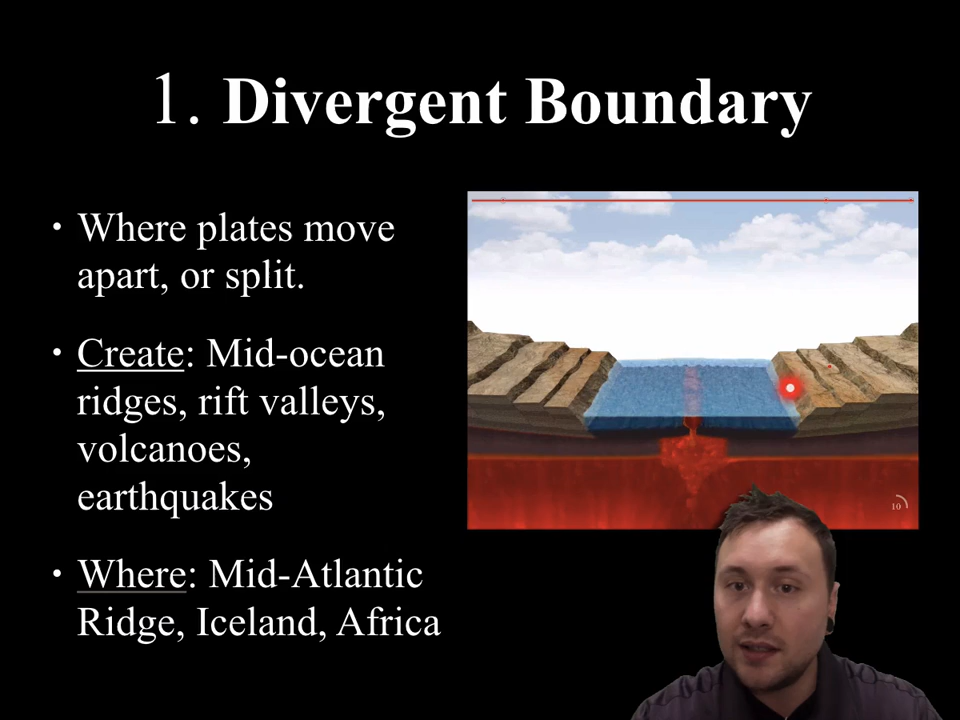 1. Divergent Boundary
• Where plates move
apart, or split.
• Create: Mid-ocean
ridges, rift valleys,
volcanoes,
earthquakes
• Where: Mid-Atlantic
Ridge, Iceland, Africa
10